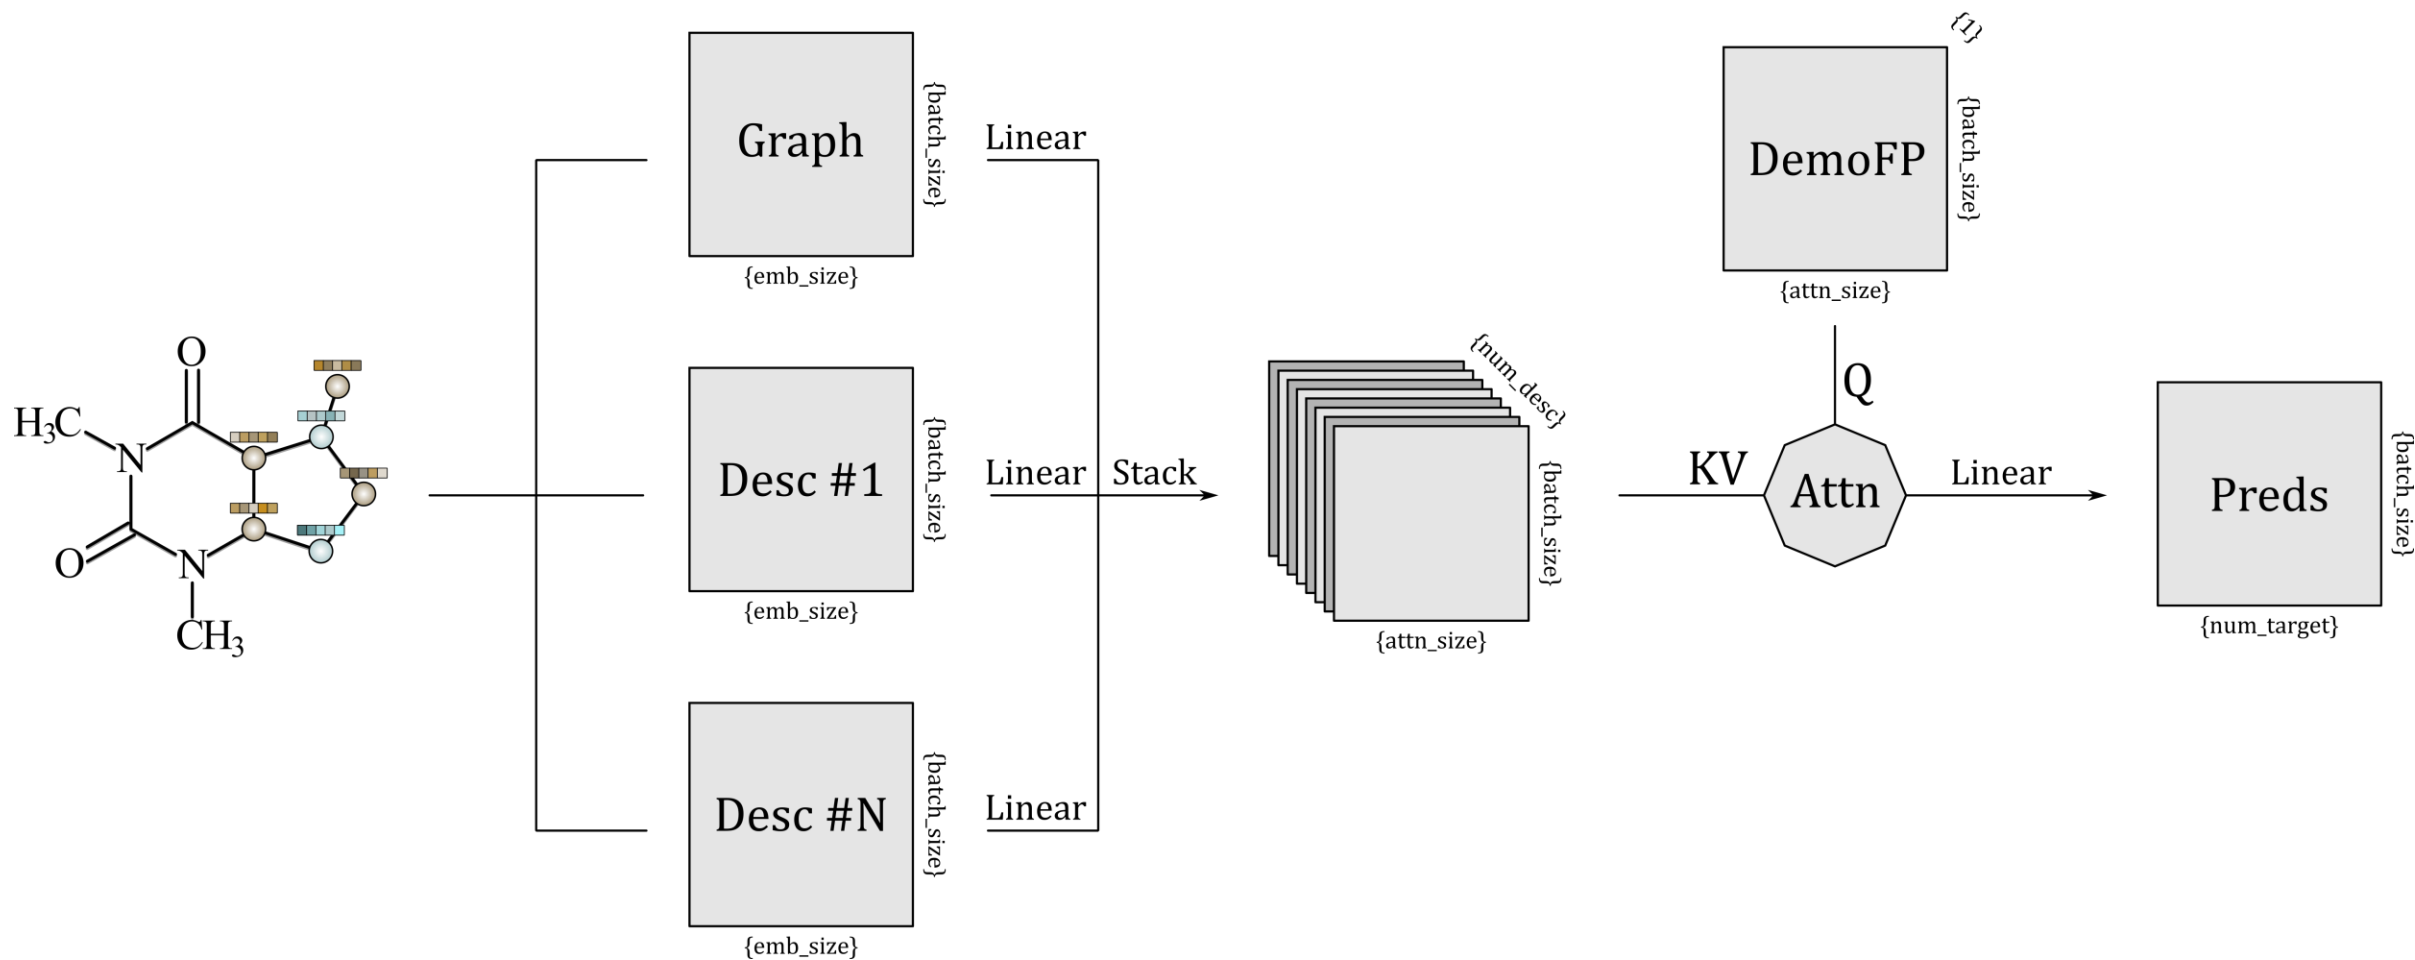 O
H₃C
N
O
N
CH₃
Graph
{batch_size}
{emb_size}
Linear
Desc #1
{batch_size}
{emb_size}
Linear
Desc #N
{batch_size}
{emb_size}
Linear
Stack
{num_desc}
{batch_size}
{attn_size}
{1}
DemoFP
{batch_size}
{attn_size}
Q
KV
Attn
Linear
Preds
{batch_size}
{num_target}